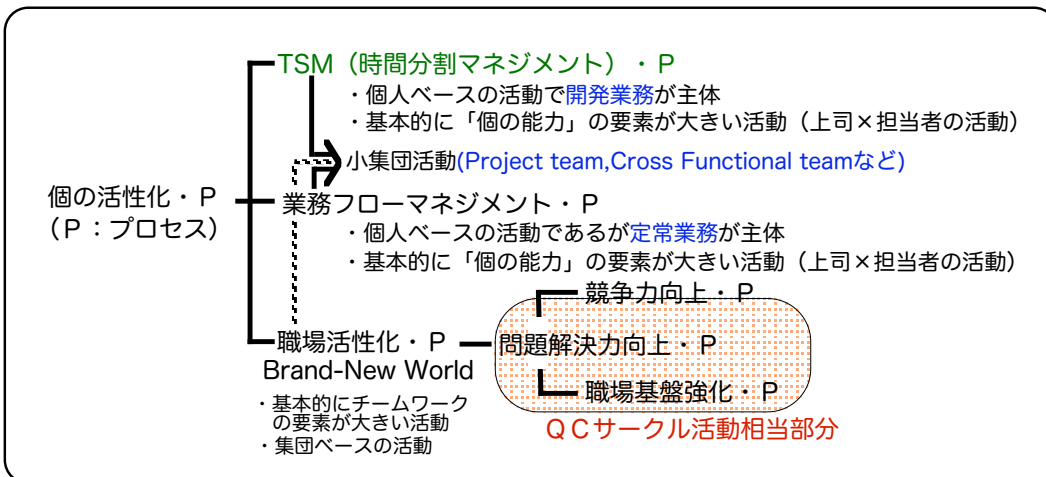 TSM(時間分割マネジメント)・P
・個人ベースの活動で開発業務が主体
・基本的に「個の能力」の要素が大きい活動(上司×担当者の活動)
小集団活動(Project team,Cross Functional teamなど)
個の活性化・P
(P:プロセス)
業務フローマネジメント・P
・個人ベースの活動であるが定常業務が主体
・基本的に「個の能力」の要素が大きい活動(上司×担当者の活動)
競争力向上・P
職場活性化・P
問題解決力向上・P
Brand-New World
職場基盤強化・P
・基本的にチームワーク
の要素が大きい活動
・集団ベースの活動
QCサークル活動相当部分